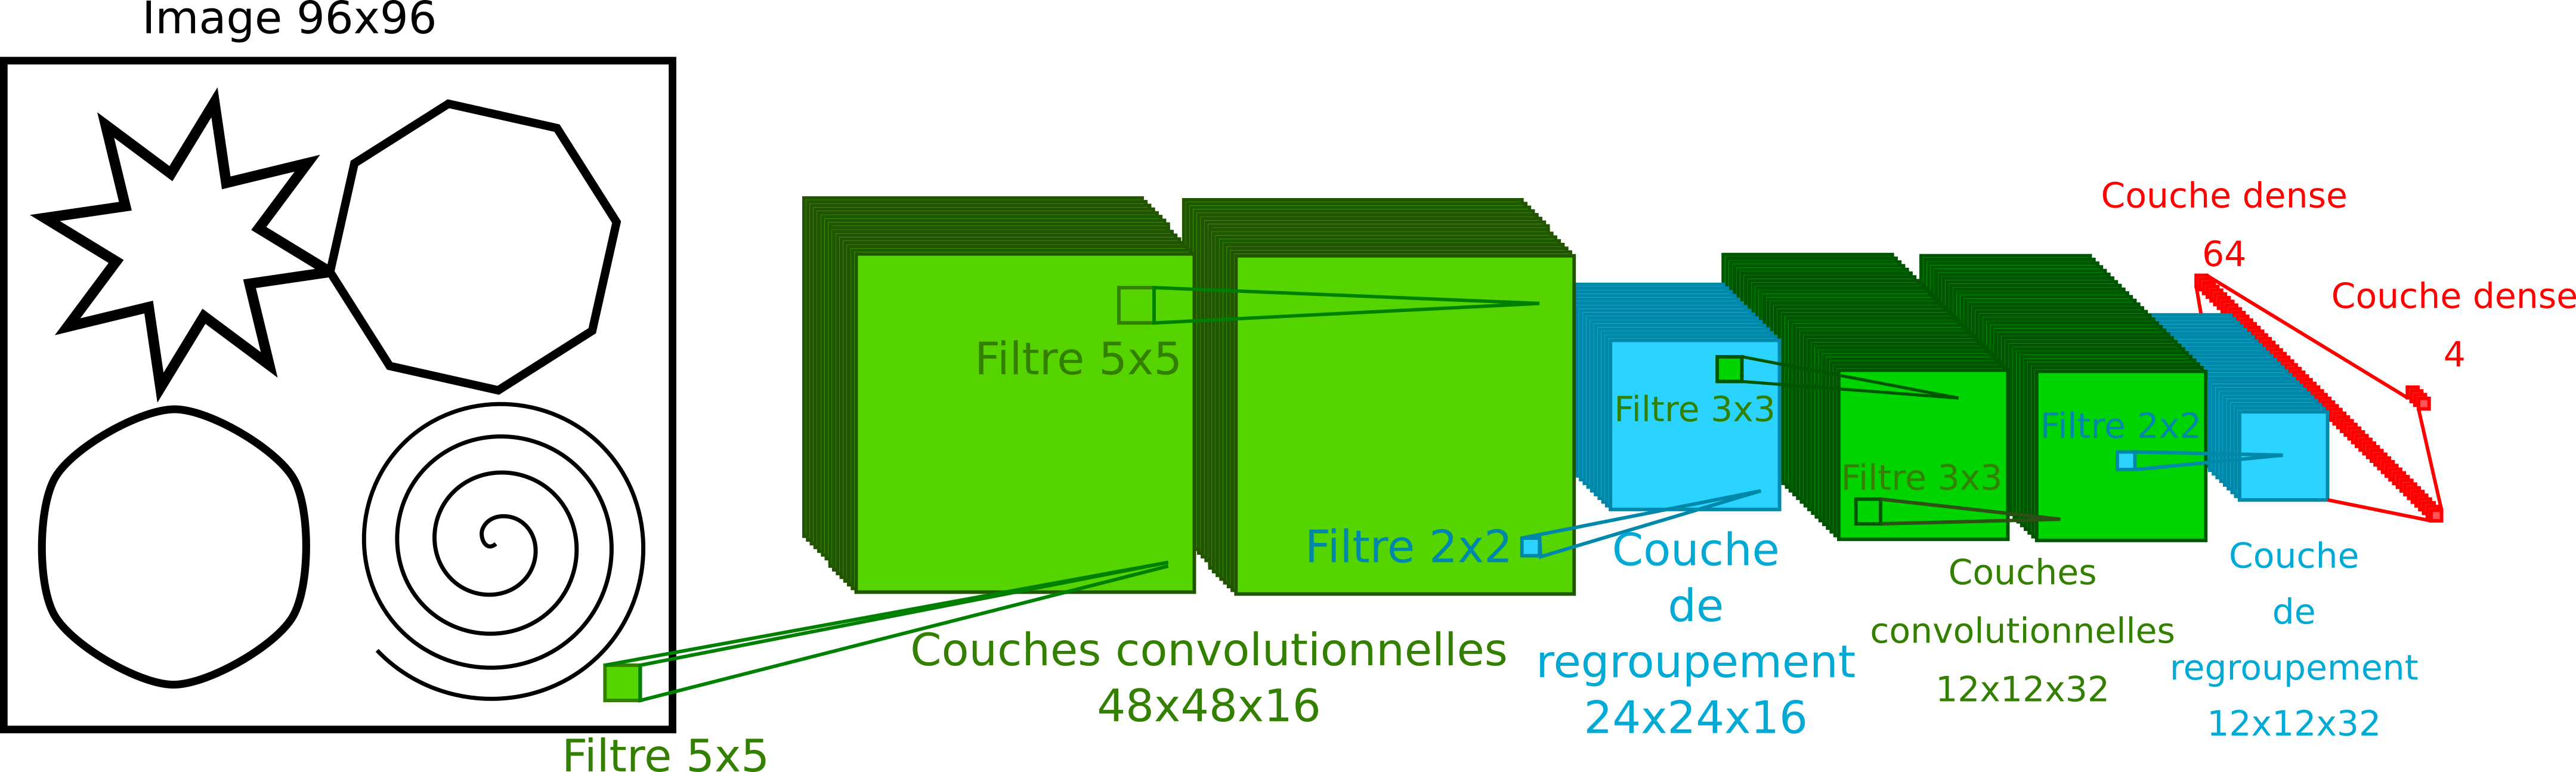 Image 96x96
Filtre 5x5
Filtre 5x5
Couches convolutionnelles
48x48x16
Filtre 2x2
Couche
de
regroupement
24x24x16
Filtre 3x3
Filtre 3x3
Couches
convolutionnelles
12x12x32
Filtre 2x2
Couche
de
regroupement
12x12x32
Couche dense
64
Couche dense
4